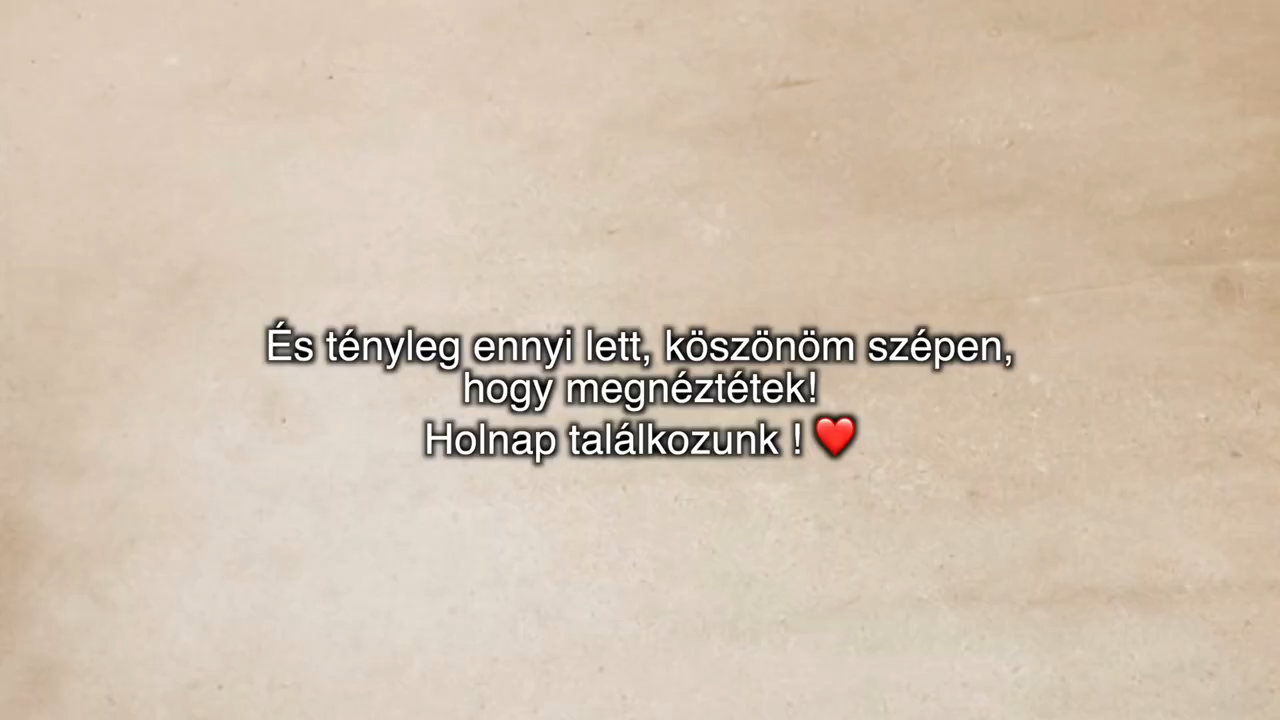 És tényleg ennyi lett, köszönöm szépen,
hogy megnéztétek!
Holnap találkozunk ! ❤️